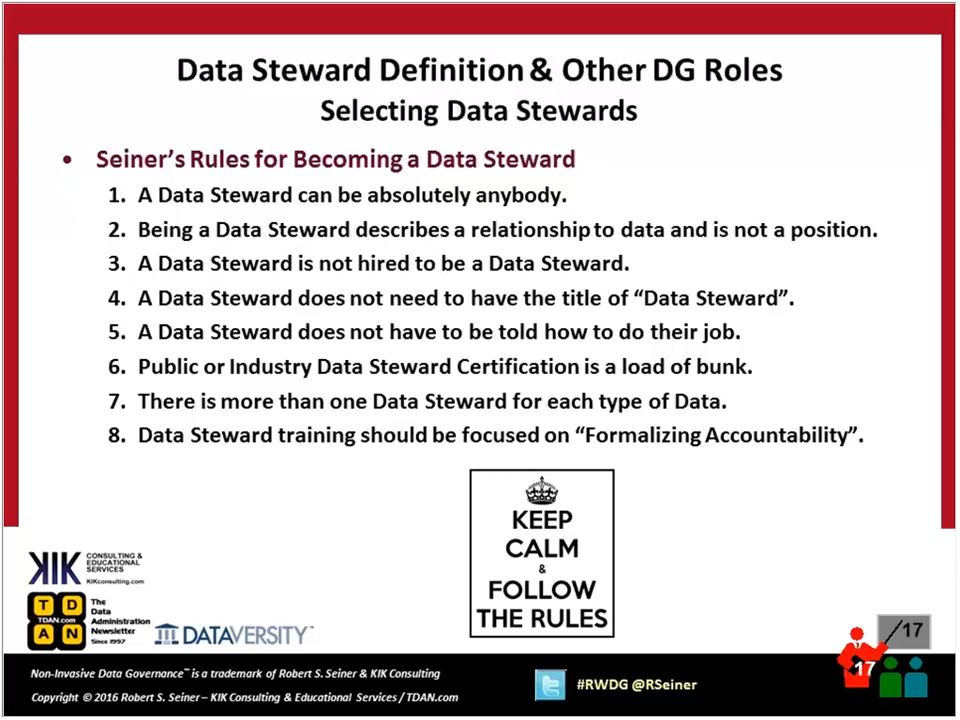 Data Steward Definition & Other DG Roles
Selecting Data Stewards
• Seiner's Rules for Becoming a Data Steward
1. A Data Steward can be absolutely anybody.
2. Being a Data Steward describes a relationship to data and is not a position.
3. A Data Steward is not hired to be a Data Steward.
4. A Data Steward does not need to have the title of “Data Steward”.
5. A Data Steward does not have to be told how to do their job.
6. Public or Industry Data Steward Certification is a load of bunk.
7. There is more than one Data Steward for each type of Data.
8. Data Steward training should be focused on “Formalizing Accountability”.
KEEP
CALM
&
FOLLOW
THE RULES
KIK
CONSULTING &
EDUCATIONAL
SERVICES
KIKconsulting.com
T D
TDAN.com
A N
The
Data
Administration
Newsletter
Since 1997
DATAVERSITY™
Non-Invasive Data Governance™ is a trademark of Robert S. Seiner & KIK Consulting
Copyright © 2016 Robert S. Seiner – KIK Consulting & Educational Services / TDAN.com
#RWDG @RSeiner
/17
17